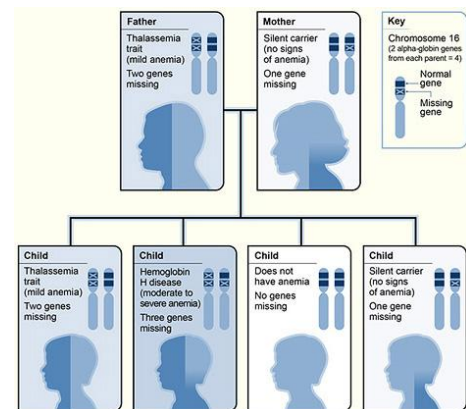 Father
Thalassemia
trait
(mild anemia)
Two genes
missing
Mother
Silent carrier
(no signs
of anemia)
One gene
missing
Key
Chromosome 16
(2 alpha-globin genes
from each parent = 4)
Normal
gene
Missing
gene
Child
Thalassemia
trait
(mild anemia)
Two genes
missing
Child
Hemoglobin
H disease
(moderate to
severe anemia)
Three genes
missing
Child
Does not
have anemia
No genes
missing
Child
Silent carrier
(no signs
of anemia)
One gene
missing